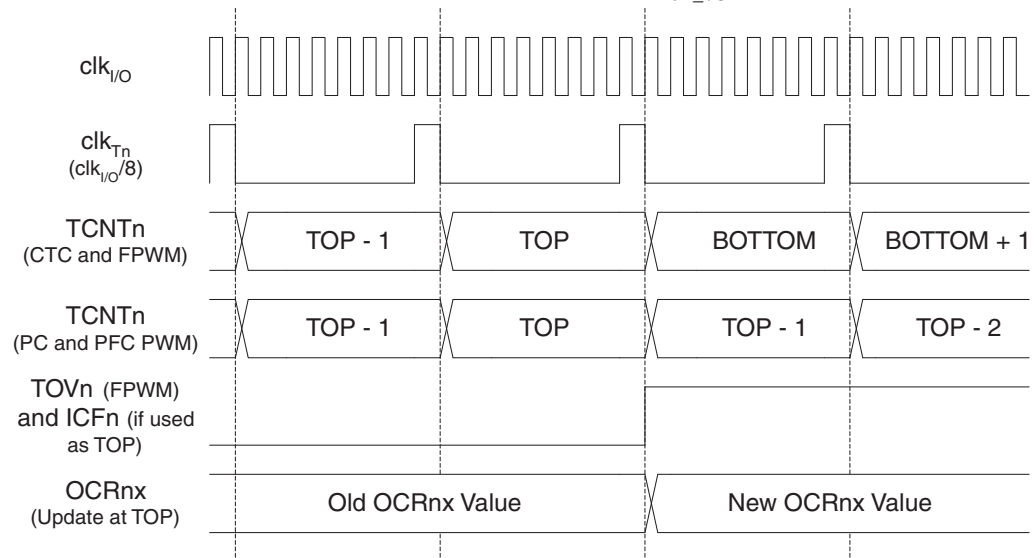 clkI/O
clkTn
(clkI/O/8)
TCNTn
(CTC and FPWM)
TOP - 1
TOP
BOTTOM
BOTTOM + 1
TCNTn
(PC and PFC PWM)
TOP - 1
TOP
TOP - 1
TOP - 2
TOVn (FPWM)
and ICFn (if used
as TOP)
OCRnx
(Update at TOP)
Old OCRnx Value
New OCRnx Value